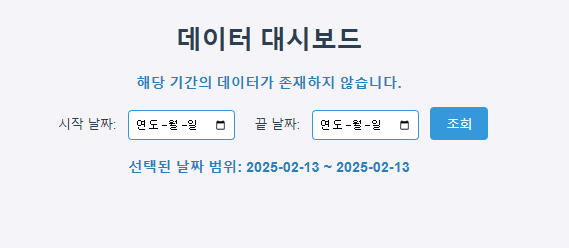 데이터 대시보드
해당 기간의 데이터가 존재하지 않습니다.
시작 날짜: 연도-월-일 끝 날짜: 연도-월-일 조회
선택된 날짜 범위: 2025-02-13 ~ 2025-02-13